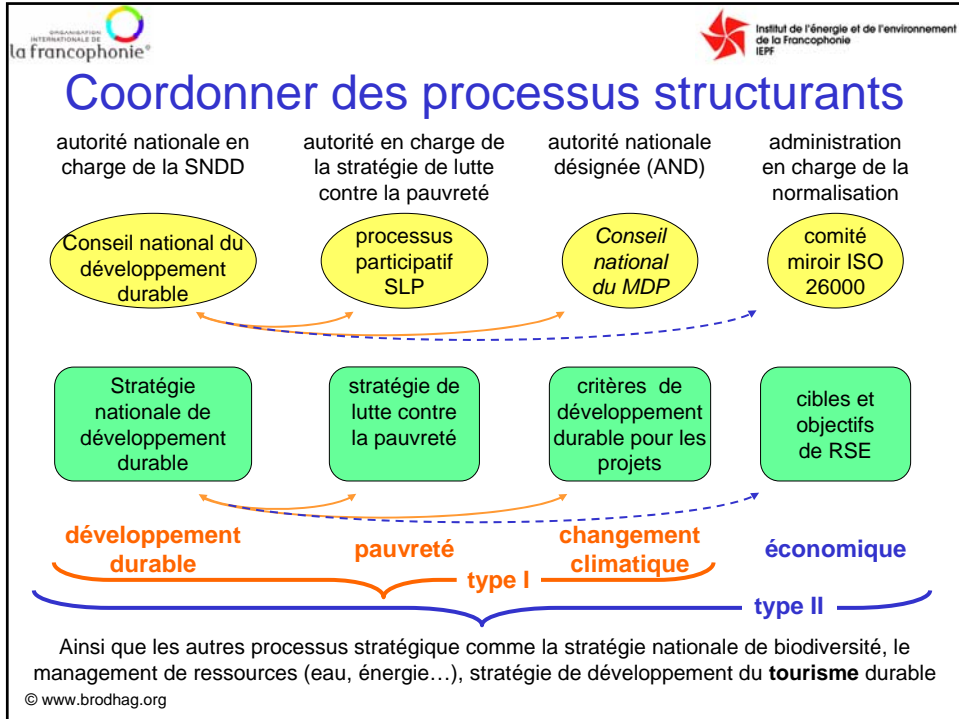 ORGANISATION
INTERNATIONALE DE
la francophonie®
Institut de l'énergie et de l'environnement
de la Francophonie
IEPF
Coordonner des processus structurants
autorité nationale en
charge de la SNDD
autorité en charge de
la stratégie de lutte
contre la pauvreté
autorité nationale
désignée (AND)
administration
en charge de la
normalisation
Conseil national du
développement
durable
processus
participatif
SLP
Conseil
national
du MDP
comité
miroir ISO
26000
Stratégie
nationale de
développement
durable
stratégie de
lutte contre
la pauvreté
critères de
développement
durable pour les
projets
cibles et
objectifs
de RSE
développement
durable
pauvreté
changement
climatique
économique
type I
type II
Ainsi que les autres processus stratégique comme la stratégie nationale de biodiversité, le
management de ressources (eau, énergie…), stratégie de développement du tourisme durable
© www.brodhag.org